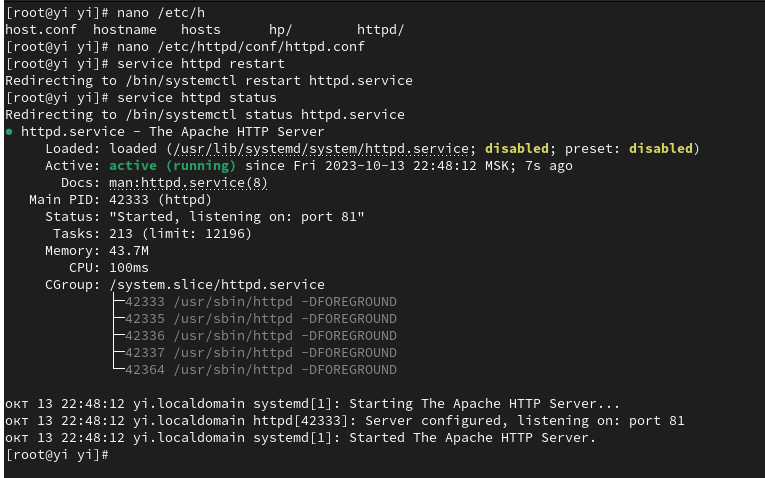 [root@yi yi]# nano /etc/h
host.conf  hostname   hosts      hp/        httpd/
[root@yi yi]# nano /etc/httpd/conf/httpd.conf
[root@yi yi]# service httpd restart
Redirecting to /bin/systemctl restart httpd.service
[root@yi yi]# service httpd status
Redirecting to /bin/systemctl status httpd.service
● httpd.service - The Apache HTTP Server
     Loaded: loaded (/usr/lib/systemd/system/httpd.service; disabled; preset: disabled)
     Active: active (running) since Fri 2023-10-13 22:48:12 MSK; 7s ago
       Docs: man:httpd.service(8)
   Main PID: 42333 (httpd)
     Status: "Started, listening on: port 81"
      Tasks: 213 (limit: 12196)
     Memory: 43.7M
        CPU: 100ms
     CGroup: /system.slice/httpd.service
             ├─42333 /usr/sbin/httpd -DFOREGROUND
             ├─42335 /usr/sbin/httpd -DFOREGROUND
             ├─42336 /usr/sbin/httpd -DFOREGROUND
             ├─42337 /usr/sbin/httpd -DFOREGROUND
             └─42364 /usr/sbin/httpd -DFOREGROUND
окт 13 22:48:12 yi.localdomain systemd[1]: Starting The Apache HTTP Server...
окт 13 22:48:12 yi.localdomain httpd[42333]: Server configured, listening on: port 81
окт 13 22:48:12 yi.localdomain systemd[1]: Started The Apache HTTP Server.
[root@yi yi]#